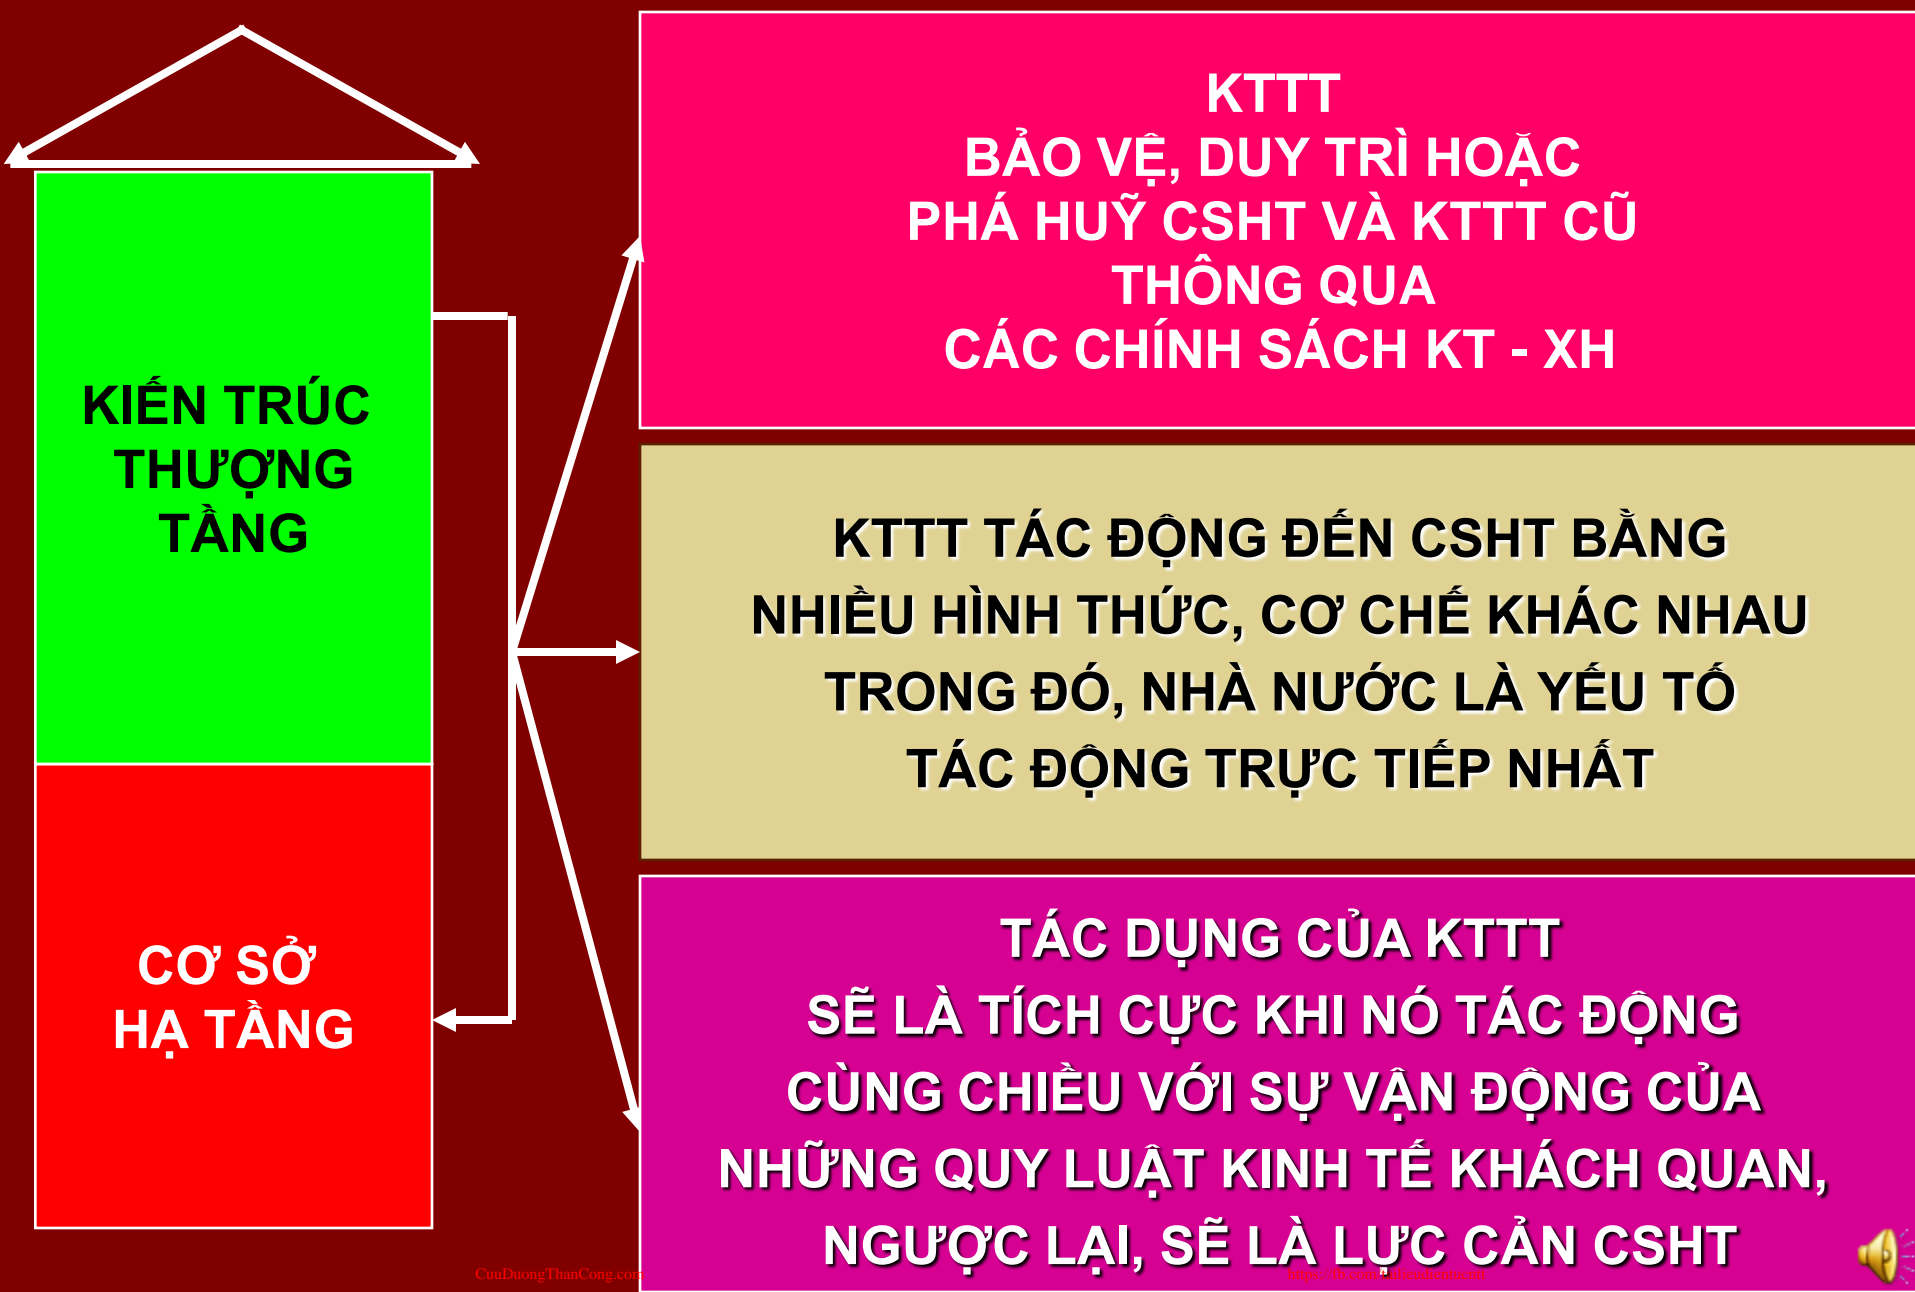 KIẾN TRÚC
THƯỢNG
TẦNG
CƠ SỞ
HẠ TẦNG
KTTT
BẢO VỆ, DUY TRÌ HOẶC
PHÁ HUỸ CSHT VÀ KTTT CŨ
THÔNG QUA
CÁC CHÍNH SÁCH KT - XH
KTTT TÁC ĐỘNG ĐẾN CSHT BẰNG
NHIỀU HÌNH THỨC, CƠ CHẾ KHÁC NHAU
TRONG ĐÓ, NHÀ NƯỚC LÀ YẾU TỐ
TÁC ĐỘNG TRỰC TIẾP NHẤT
TÁC DỤNG CỦA KTTT
SẼ LÀ TÍCH CỰC KHI NÓ TÁC ĐỘNG
CÙNG CHIỀU VỚI SỰ VẬN ĐỘNG CỦA
NHỮNG QUY LUẬT KINH TẾ KHÁCH QUAN,
NGƯỢC LẠI, SẼ LÀ LỰC CẢN CSHT
CuuDuongThanCong.com